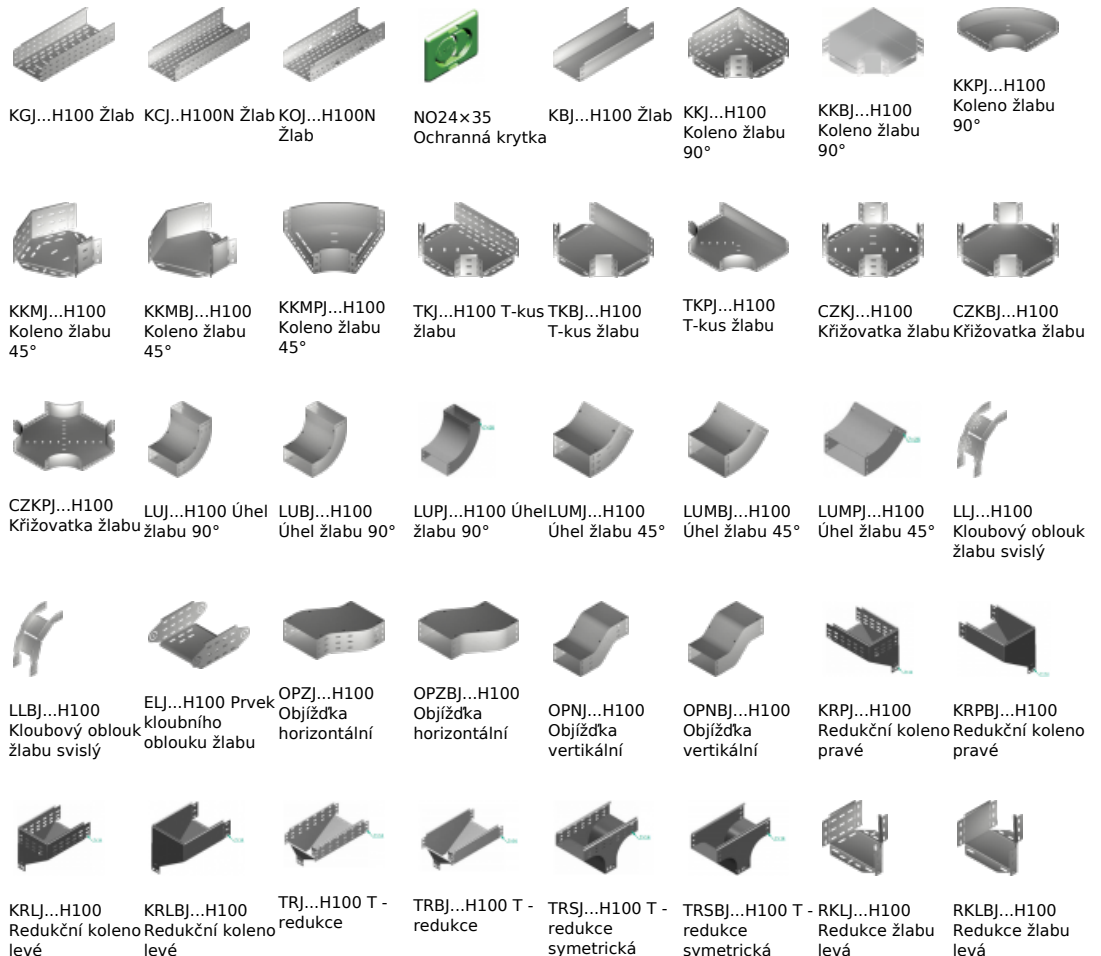 KGJ...H100 Žlab
KCJ...H100N Žlab
KOJ...H100N
Žlab
NO24×35
Ochranná krytka
KBJ...H100 Žlab
KKJ...H100
Koleno žlabu
90°
KKBJ...H100
Koleno žlabu
90°
KKPJ...H100
Koleno žlabu
90°
KKMJ...H100
Koleno žlabu
45°
KKMBJ...H100
Koleno žlabu
45°
KKMPJ...H100
Koleno žlabu
45°
TKJ...H100 T-kus
žlabu
TKBJ...H100
T-kus žlabu
TKPJ...H100
T-kus žlabu
CZKJ...H100
Křižovatka žlabu
CZKBJ...H100
Křižovatka žlabu
CZKPJ...H100
Křižovatka žlabu
LUJ...H100 Úhel
žlabu 90°
LUBJ...H100
Úhel žlabu 90°
LUPJ...H100 Úhel
žlabu 90°
LUMJ...H100
Úhel žlabu 45°
LUMBJ...H100
Úhel žlabu 45°
LUMPJ...H100
Úhel žlabu 45°
LLJ...H100
Kloubový oblouk
žlabu svislý
LLBJ...H100
Kloubový oblouk
žlabu svislý
ELJ...H100 Prvek
kloubního
oblouku žlabu
OPZJ...H100
Objížďka
horizontální
OPZBJ...H100
Objížďka
horizontální
OPNJ...H100
Objížďka
vertikální
OPNBJ...H100
Objížďka
vertikální
KRPJ...H100
Redukční koleno
pravé
KRPBJ...H100
Redukční koleno
pravé
KRLJ...H100
Redukční koleno
levé
KRLBJ...H100
Redukční koleno
levé
TRJ...H100 T -
redukce
TRBJ...H100 T -
redukce
TRSJ...H100 T -
redukce
symetrická
TRSBJ...H100 T -
redukce
symetrická
RKLJ...H100
Redukce žlabu
levá
RKLBJ...H100
Redukce žlabu
levá